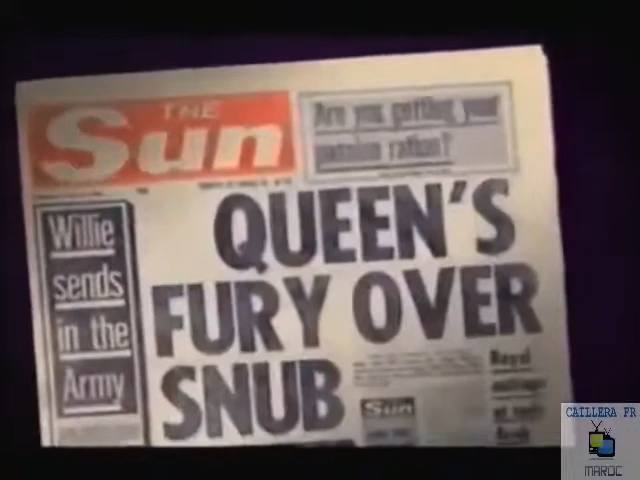 THE
Sun
Are you getting your
pension ration?
Willie
sends
in the
Army
QUEEN'S
FURY OVER
SNUB
Sun
Royal
CAILLERA FR
MAROC